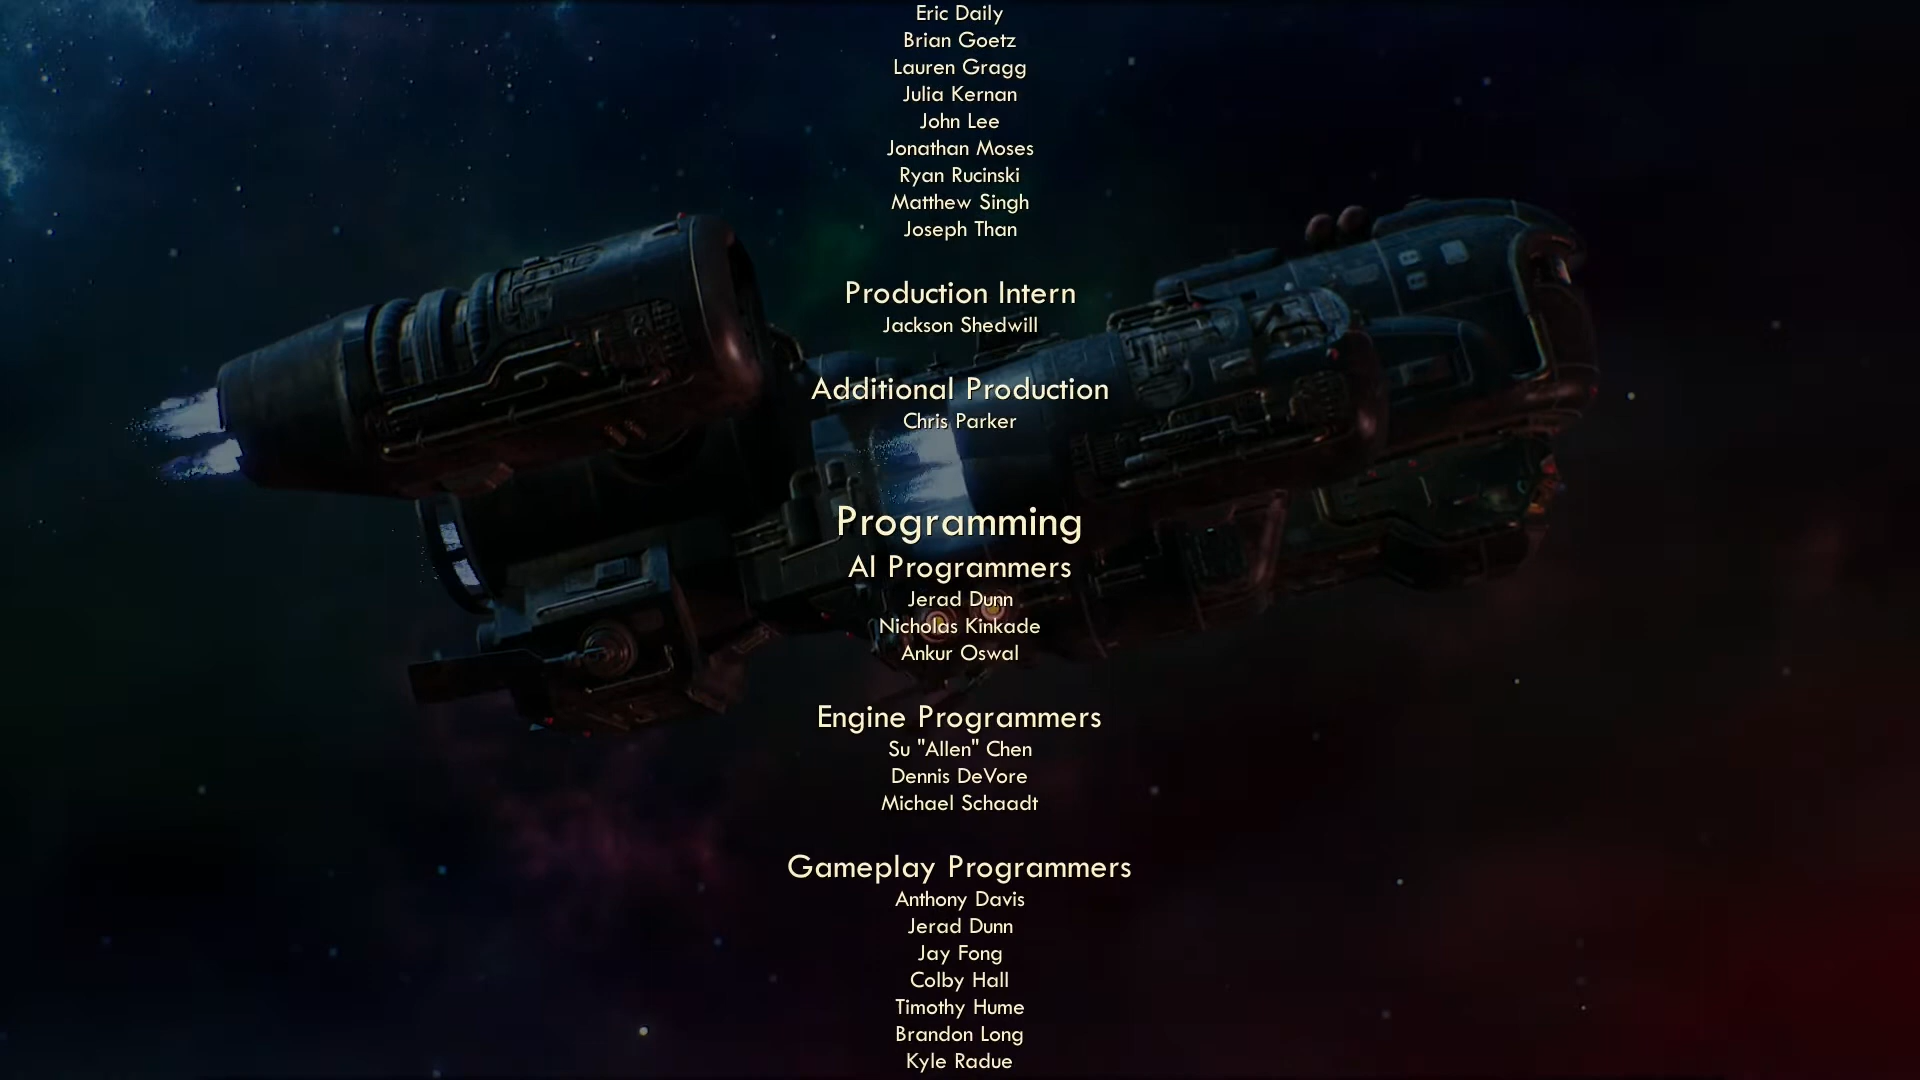 Eric Daily
Brian Goetz
Lauren Gragg
Julia Kernan
John Lee
Jonathan Moses
Ryan Rucinski
Matthew Singh
Joseph Than
Production Intern
Jackson Shedwill
Additional Production
Chris Parker
Programming
AI Programmers
Jerad Dunn
Nicholas Kinkade
Ankur Oswal
Engine Programmers
Su "Allen" Chen
Dennis DeVore
Michael Schaadt
Gameplay Programmers
Anthony Davis
Jerad Dunn
Jay Fong
Colby Hall
Timothy Hume
Brandon Long
Kyle Radue